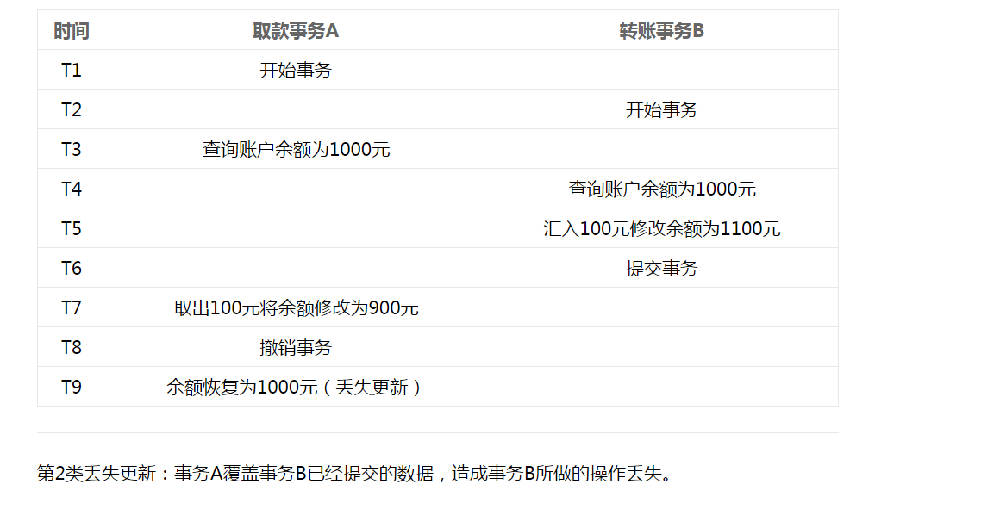 时间 取款事务A 转账事务B
T1 开始事务
T2 开始事务
T3 查询账户余额为1000元
T4 查询账户余额为1000元
T5 汇入100元修改余额为1100元
T6 提交事务
T7 取出100元将余额修改为900元
T8 撤销事务
T9 余额恢复为1000元（丢失更新）
第2类丢失更新：事务A覆盖事务B已经提交的数据，造成事务B所做的操作丢失。